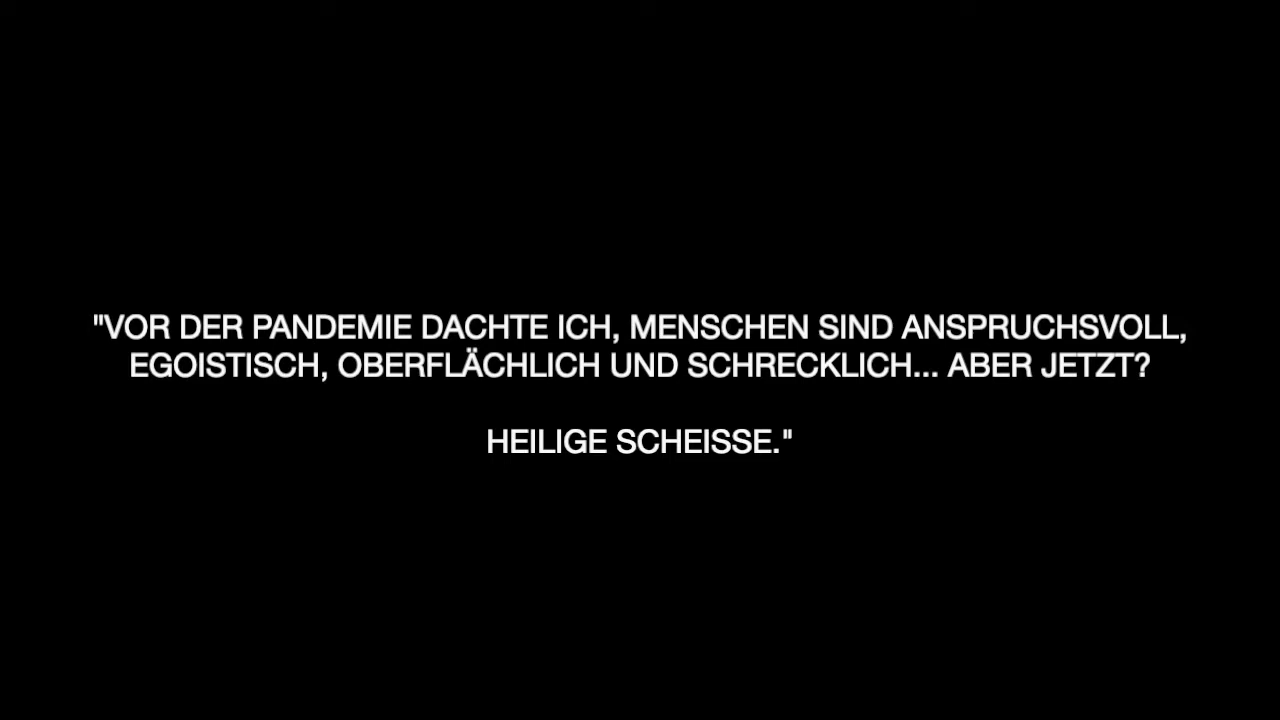 "VOR DER PANDEMIE DACHTE ICH, MENSCHEN SIND ANSPRUCHSVOLL,
EGOISTISCH, OBERFLÄCHLICH UND SCHRECKLICH... ABER JETZT?
HEILIGE SCHEISSE."